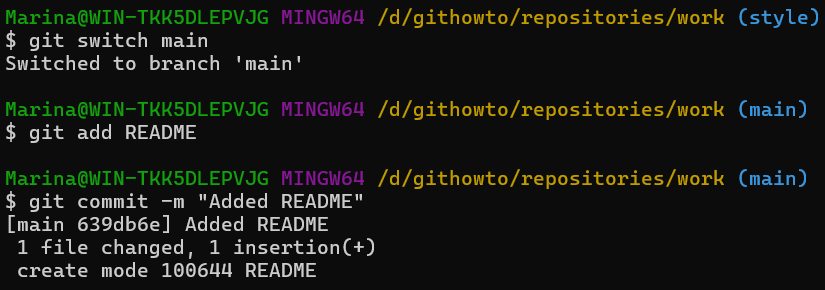 Marina@WIN-TKK5DLEPVJG MINGW64 /d/githowto/repositories/work (style)
$ git switch main
Switched to branch 'main'
Marina@WIN-TKK5DLEPVJG MINGW64 /d/githowto/repositories/work (main)
$ git add README
Marina@WIN-TKK5DLEPVJG MINGW64 /d/githowto/repositories/work (main)
$ git commit -m "Added README"
[main 639db6e] Added README
 1 file changed, 1 insertion(+)
 create mode 100644 README